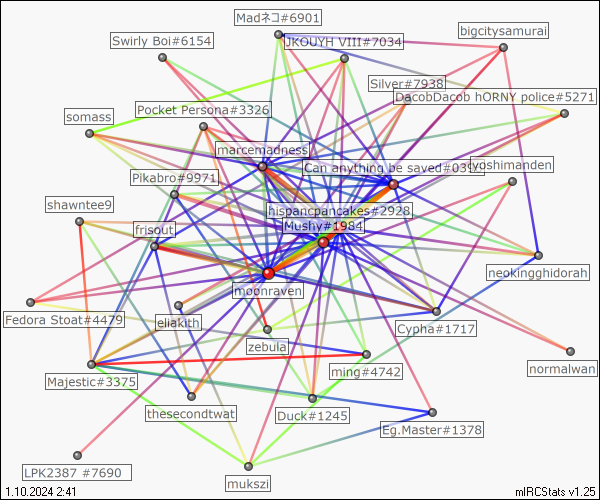 Madネコ#6901
bigcitysamurai
Swirly Boi#6154
JKOUYH VIII#7034
Silver#7938
DacobDacob hORNY police#5271
Pocket Persona#3326
somass
marcemadness
Can anything be saved#039
yoshimanden
Pikabro#9971
shawntee9
hispancpancakes#2928
Mushy#1984
frisout
neokingghidorah
moonraven
Fedora Stoat#4479
eliakith
Cypha#1717
zebula
normalwan
ming#4742
Majestic#3375
thesecondtwat
Duck#1245
Eg.Master#1378
LPK2387 #7690
mukszi
1.10.2024 2:41
mIRCStats v1.25